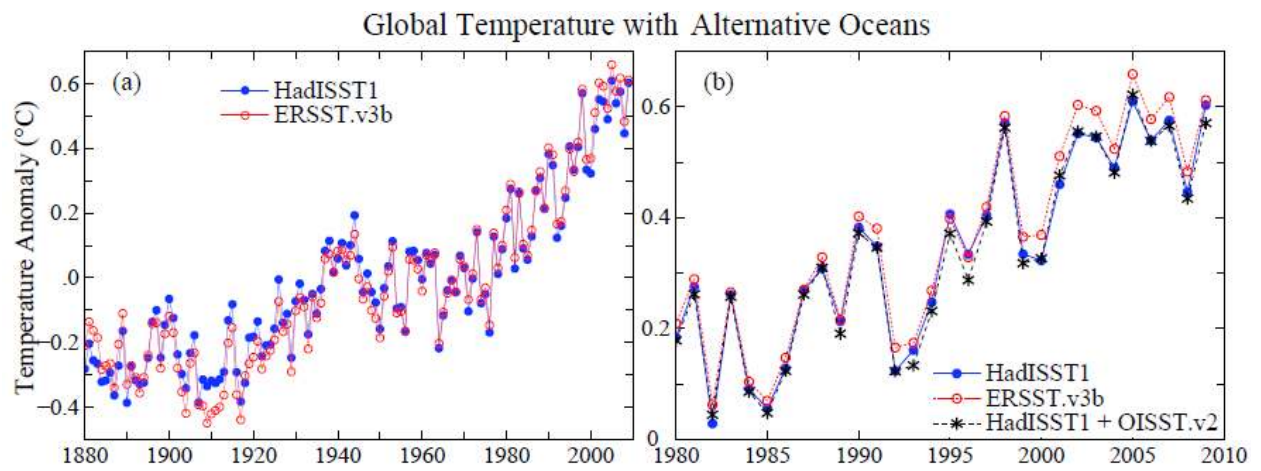 Global Temperature with Alternative Oceans
Temperature Anomaly (°C)
(a)
HadISST1
ERSST.v3b
0.6
0.4
0.2
.0
−0.2
−0.4
1880 1900 1920 1940 1960 1980 2000
(b)
0.6
0.4
0.2
0
HadISST1
ERSST.v3b
HadISST1 + OISST.v2
1980 1985 1990 1995 2000 2005 2010